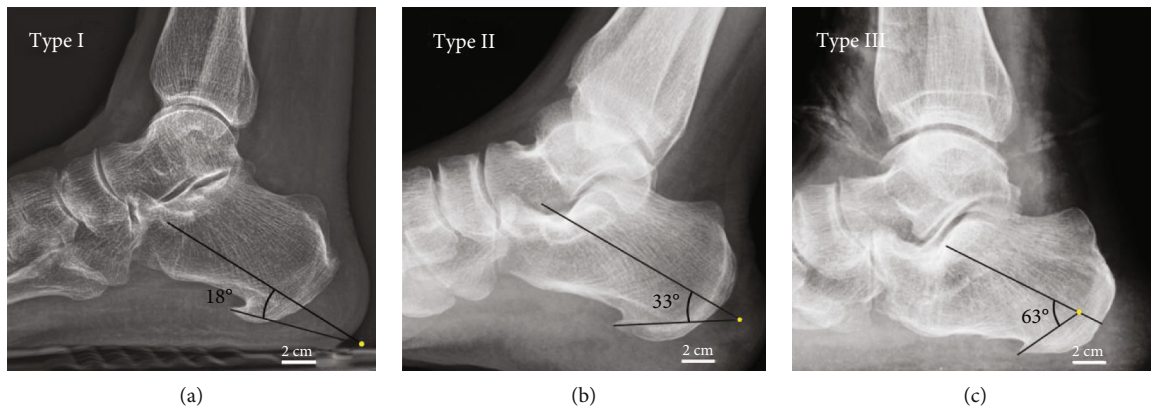 Type I
18°
2 cm
(a)
Type II
33°
2 cm
(b)
Type III
63°
2 cm
(c)